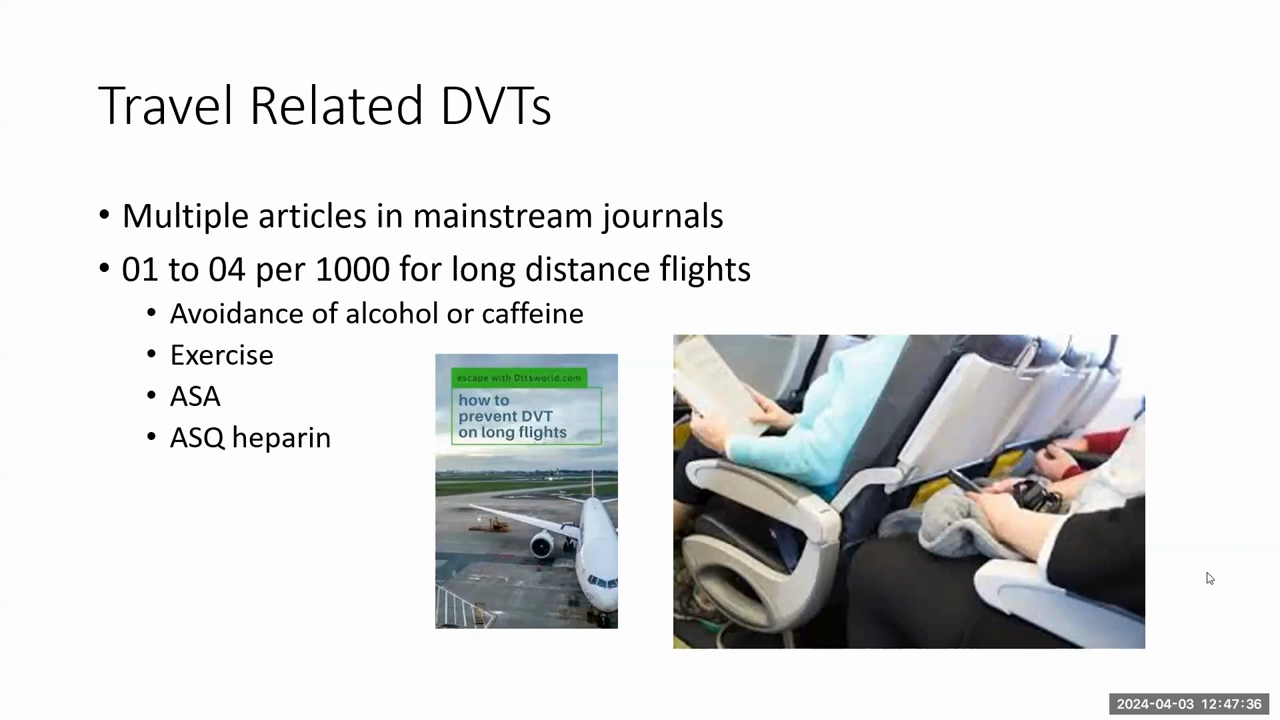 Travel Related DVTs
• Multiple articles in mainstream journals
• 01 to 04 per 1000 for long distance flights
• Avoidance of alcohol or caffeine
• Exercise
• ASA
• ASQ heparin
escape with Ottsworld.com
how to
prevent DVT
on long flights
2024-04-03 12:47:36